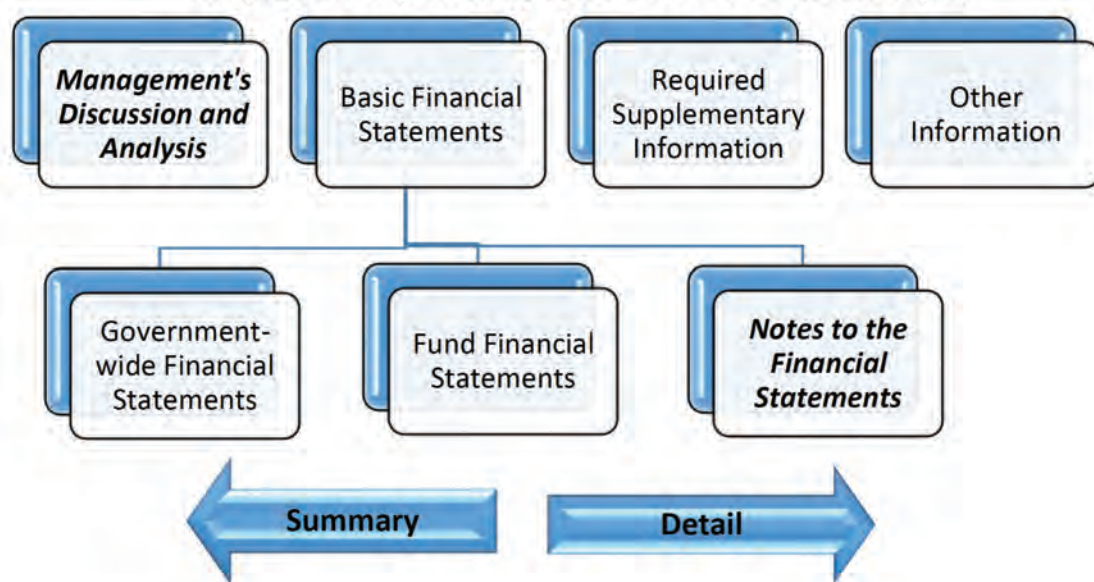 Management's
Discussion and
Analysis
Basic Financial
Statements
Required
Supplementary
Information
Other
Information
Government-
wide Financial
Statements
Fund Financial
Statements
Notes to the
Financial
Statements
Summary
Detail